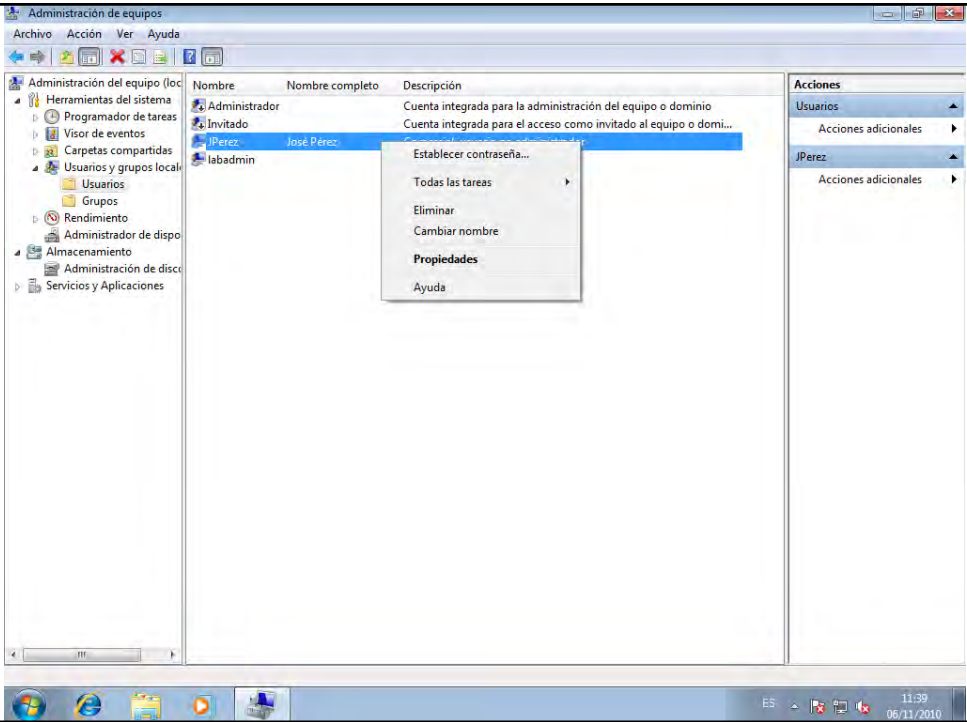 Administración de equipos
Archivo Acción Ver Ayuda
Administración del equipo (loc
Herramientas del sistema
Programador de tareas
Visor de eventos
Carpetas compartidas
Usuarios y grupos locale
Usuarios
Grupos
Rendimiento
Administrador de dispo
Almacenamiento
Administración de discu
Servicios y Aplicaciones
Nombre Nombre completo Descripción
Administrador Cuenta integrada para la administración del equipo o dominio
Invitado Cuenta integrada para el acceso como invitado al equipo o domi...
JPerez José Pérez
labadmin
Establecer contraseña...
Todas las tareas
Eliminar
Cambiar nombre
Propiedades
Ayuda
Acciones
Usuarios
Acciones adicionales
JPerez
Acciones adicionales
ES
11:39
06/11/2010